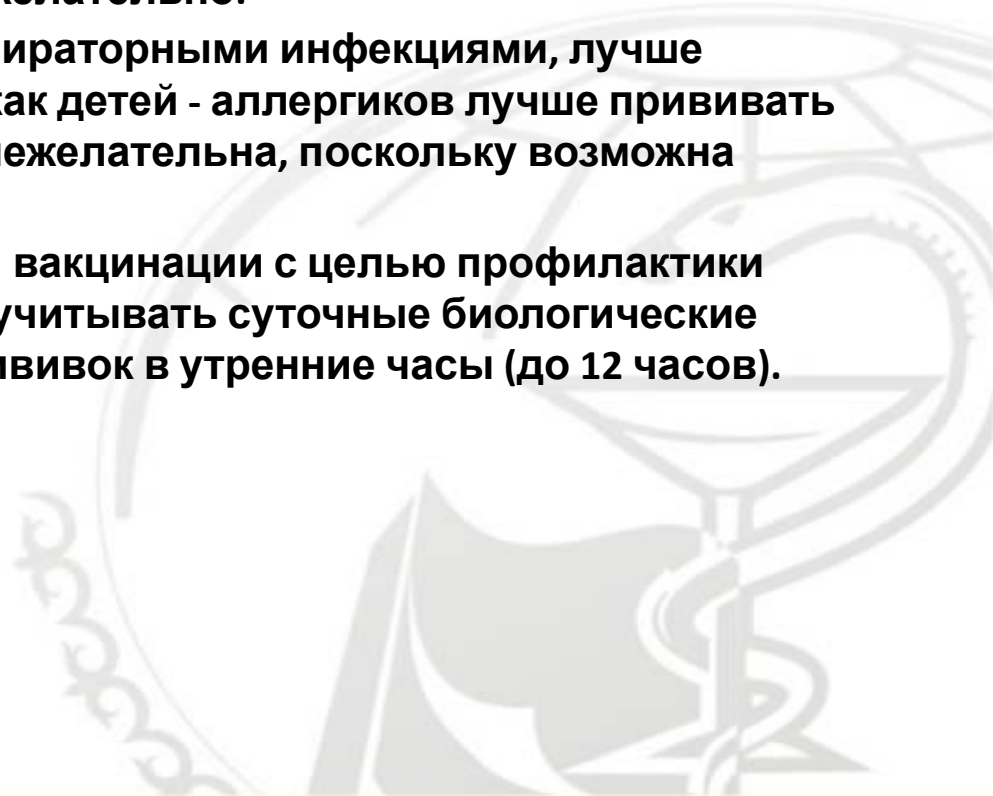 ираторными инфекциями, лучше
как детей - аллергиков лучше прививать
нежелательна, поскольку возможна
вакцинации с целью профилактики
учитывать суточные биологические
ививок в утренние часы (до 12 часов).